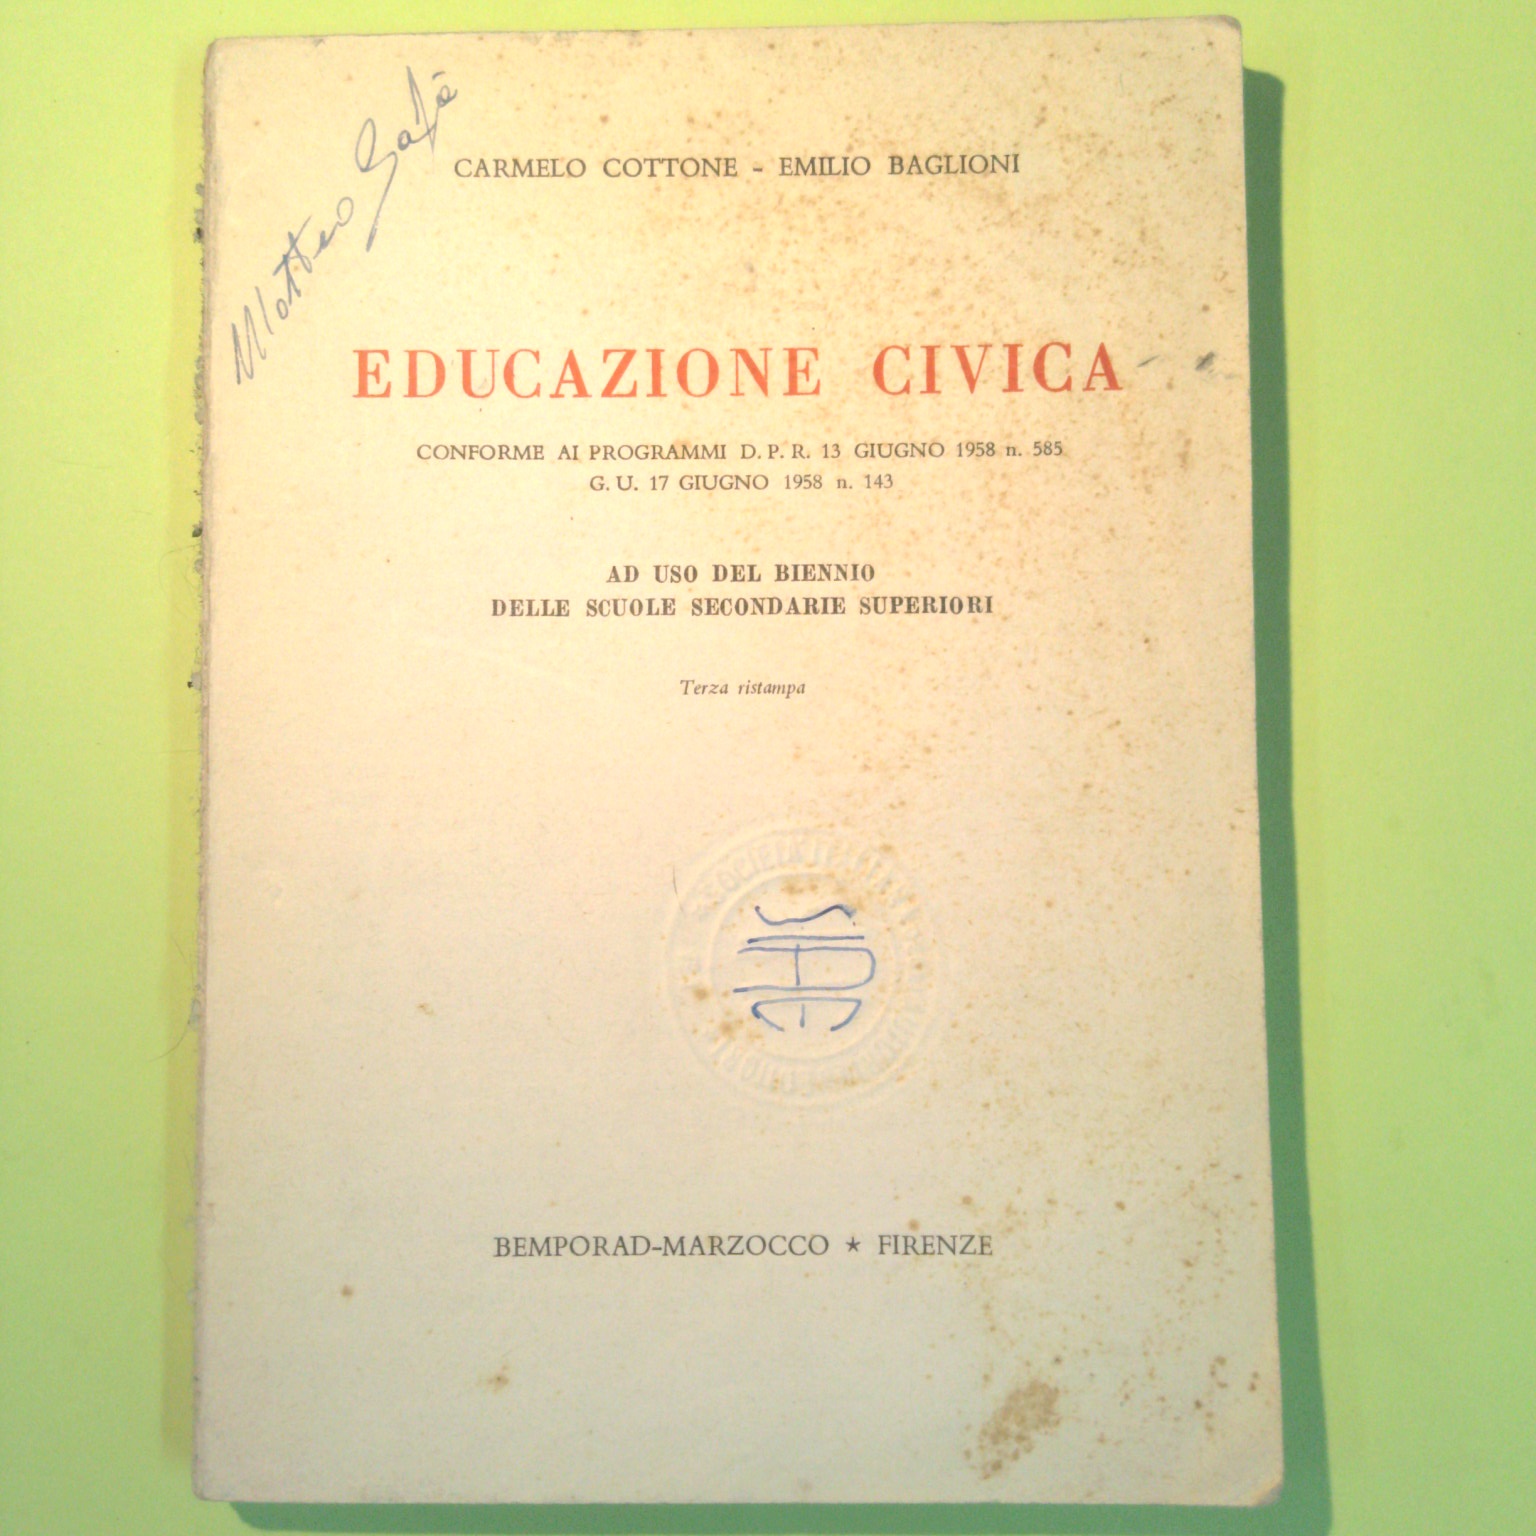 Matteo
CARMELO COTTONE - EMILIO BAGLIONI
EDUCAZIONE CIVICA
CONFORME AI PROGRAMMI D. P. R. 13 GIUGNO 1958 n. 585
G. U. 17 GIUGNO 1958 n. 143
AD USO DEL BIENNIO
DELLE SCUOLE SECONDARIE SUPERIORI
Terza ristampa
BEMPORAD-MARZOCCO ★ FIRENZE